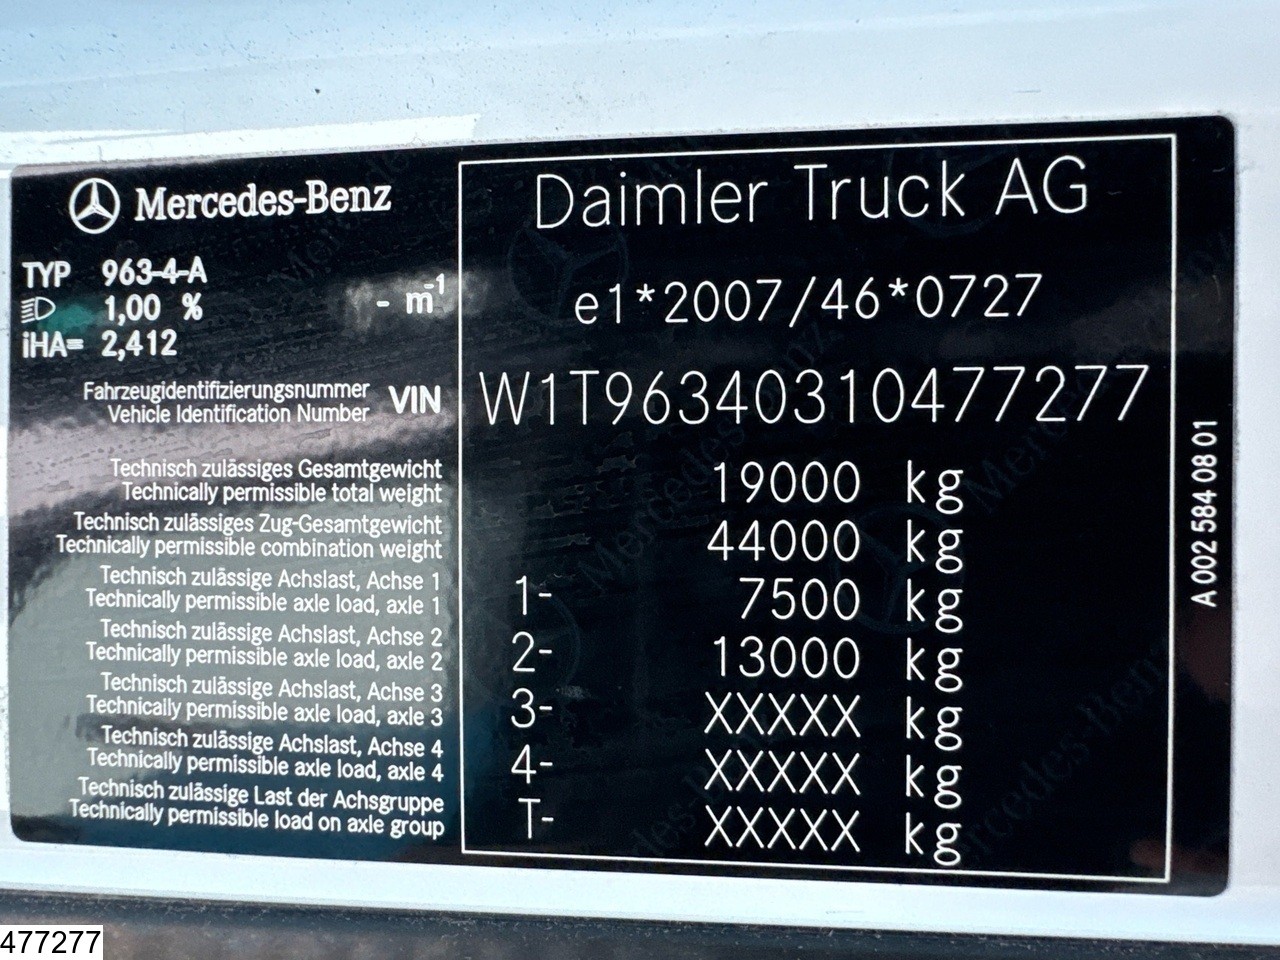 Mercedes-Benz
TYP 963-4-A
1,00 % - m-1
iHA= 2,412
Fahrzeugidentifizierungsnummer
Vehicle Identification Number
VIN
Technisch zulässiges Gesamtgewicht
Technically permissible total weight
Technisch zulässiges Zug-Gesamtgewicht
Technically permissible combination weight
Technisch zulässige Achslast, Achse 1
Technically permissible axle load, axle 1
Technisch zulässige Achslast, Achse 2
Technically permissible axle load, axle 2
Technisch zulässige Achslast, Achse 3
Technically permissible axle load, axle 3
Technisch zulässige Achslast, Achse 4
Technically permissible axle load, axle 4
Technisch zulässige Last der Achsgruppe
Technically permissible load on axle group
Daimler Truck AG
e1*2007/46*0727
W1T96340310477277
19000 kg
44000 kg
1- 7500 kg
2- 13000 kg
3- XXXXX kg
4- XXXXX kg
T- XXXXX kg
A 002 584 08 01
477277